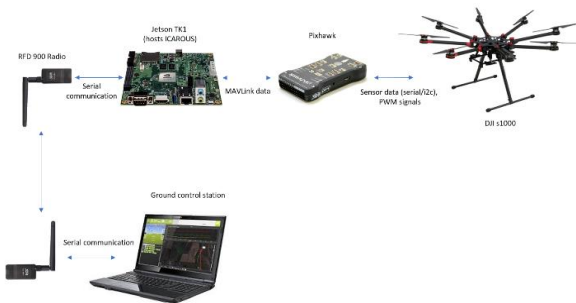 Jetson TK1
(hosts ICAROUS)
Pixhawk
RFD 900 Radio
Serial
communication
MAVLink data
Sensor data (serial/i2c),
PWM signals
DJI s1000
Ground control station
Serial communication